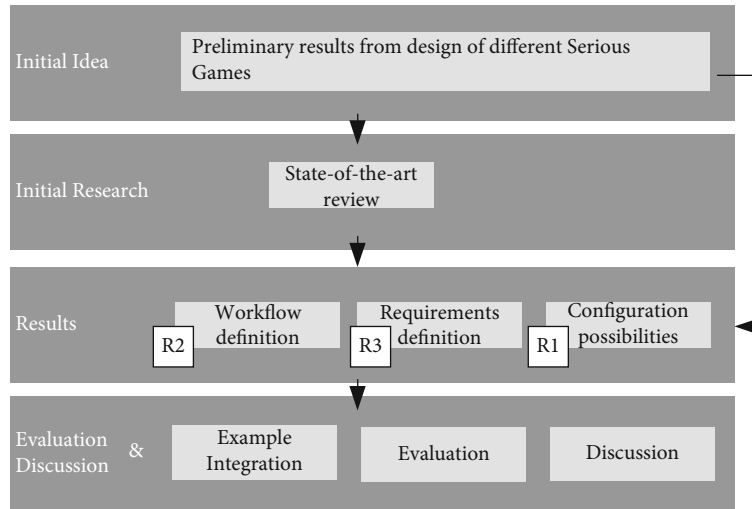 Initial Idea
Preliminary results from design of different Serious
Games
Initial Research
State-of-the-art
review
Results
Workflow
definition
R2
Requirements
definition
R3
Configuration
possibilities
R1
Evaluation &
Discussion
Example
Integration
Evaluation
Discussion